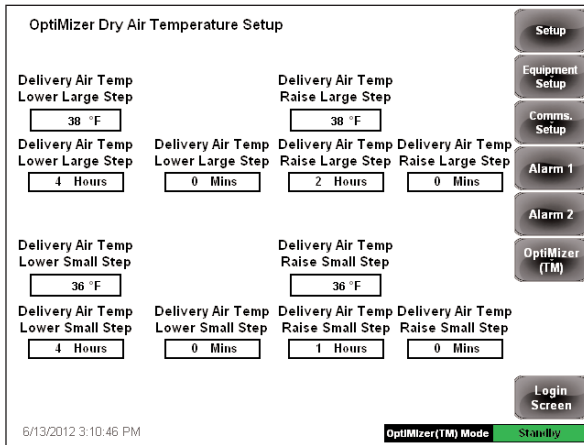 OptiMizer Dry Air Temperature Setup
Setup
Equipment
Setup
Comms.
Setup
Alarm 1
Alarm 2
OptiMizer
(TM)
Login
Screen
Delivery Air Temp
Lower Large Step
38 °F
Delivery Air Temp
Raise Large Step
38 °F
Delivery Air Temp
Lower Large Step
4 Hours
Delivery Air Temp
Lower Large Step
0 Mins
Delivery Air Temp
Raise Large Step
2 Hours
Delivery Air Temp
Raise Large Step
0 Mins
Delivery Air Temp
Lower Small Step
36 °F
Delivery Air Temp
Raise Small Step
36 °F
Delivery Air Temp
Lower Small Step
4 Hours
Delivery Air Temp
Lower Small Step
0 Mins
Delivery Air Temp
Raise Small Step
1 Hours
Delivery Air Temp
Raise Small Step
0 Mins
6/13/2012 3:10:46 PM
OptiMizer(TM) Mode
Standby